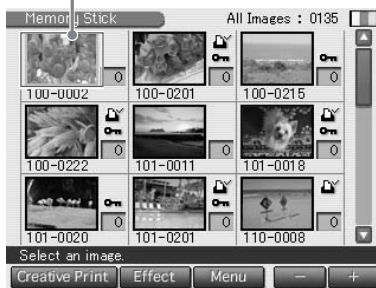 Memory Stick All Images : 0135
0 0 0
100-0002 100-0201 100-0215
0 0 0
100-0222 101-0011 101-0018
0 0 0
101-0020 101-0201 110-0008
Select an image.
Creative Print Effect Menu − +